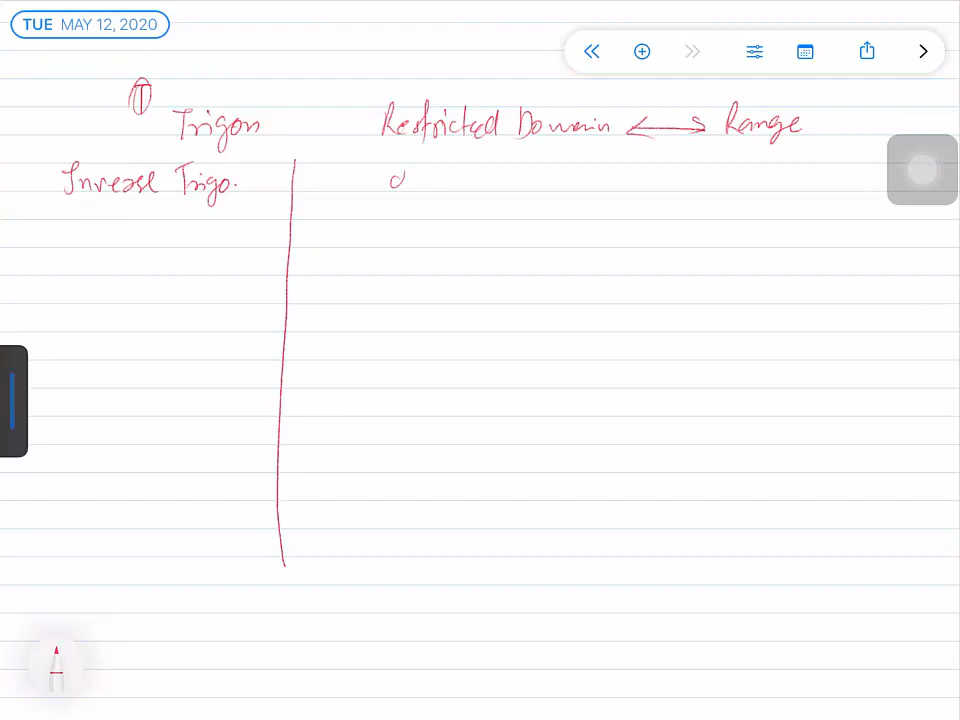 TUE MAY 12, 2020
T
Trigon Restricted Domain ⟷ Range
Inverse Trigo.